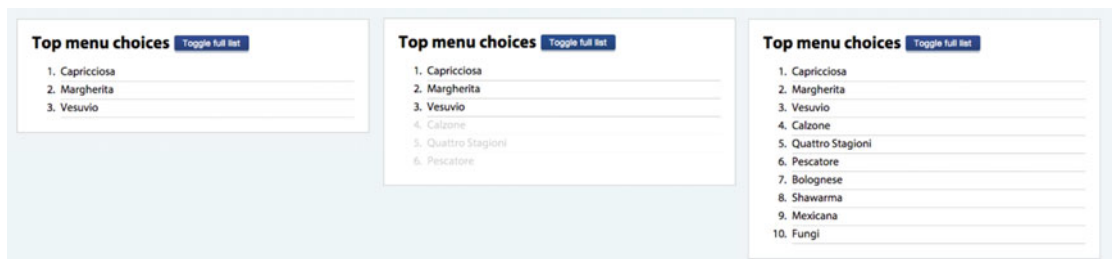 Top menu choices Toggle full list
1. Capricciosa
2. Margherita
3. Vesuvio
Top menu choices Toggle full list
1. Capricciosa
2. Margherita
3. Vesuvio
4. Calzone
5. Quattro Stagioni
6. Pescatore
Top menu choices Toggle full list
1. Capricciosa
2. Margherita
3. Vesuvio
4. Calzone
5. Quattro Stagioni
6. Pescatore
7. Bolognese
8. Shawarma
9. Mexicana
10. Fungi